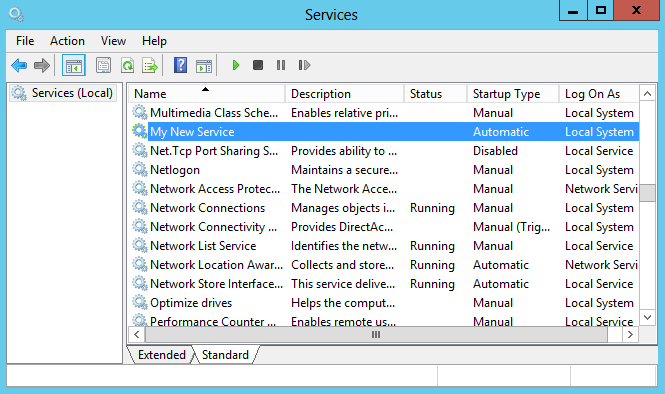 Services
File Action View Help
Services (Local)
Name Description Status Startup Type Log On As
Multimedia Class Sche... Enables relative pri... Manual Local System
My New Service Automatic Local System
Net.Tcp Port Sharing S... Provides ability to ... Disabled Local Service
Netlogon Maintains a secure... Manual Local System
Network Access Protec... The Network Acce... Manual Network Servi
Network Connections Manages objects i... Running Manual Local System
Network Connectivity ... Provides DirectAc... Manual (Trig... Local System
Network List Service Identifies the netw... Running Manual Local Service
Network Location Awar... Collects and store... Running Automatic Network Servi
Network Store Interface... This service delive... Running Automatic Local Service
Optimize drives Helps the comput... Manual Local System
Performance Counter ... Enables remote us... Manual Local Service
Extended Standard